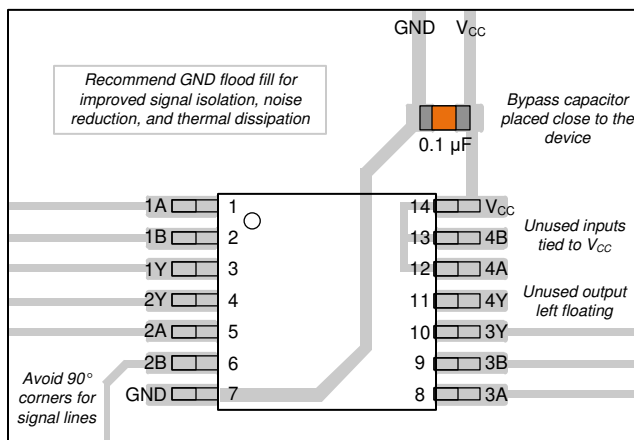 GND VCC
Recommend GND flood fill for
improved signal isolation, noise
reduction, and thermal dissipation
Bypass capacitor
placed close to the
device
0.1 µF
1A 1 14 VCC
1B 2 13 4B
1Y 3 12 4A
2Y 4 11 4Y
2A 5 10 3Y
2B 6 9 3B
GND 7 8 3A
Unused inputs
tied to VCC
Unused output
left floating
Avoid 90°
corners for
signal lines